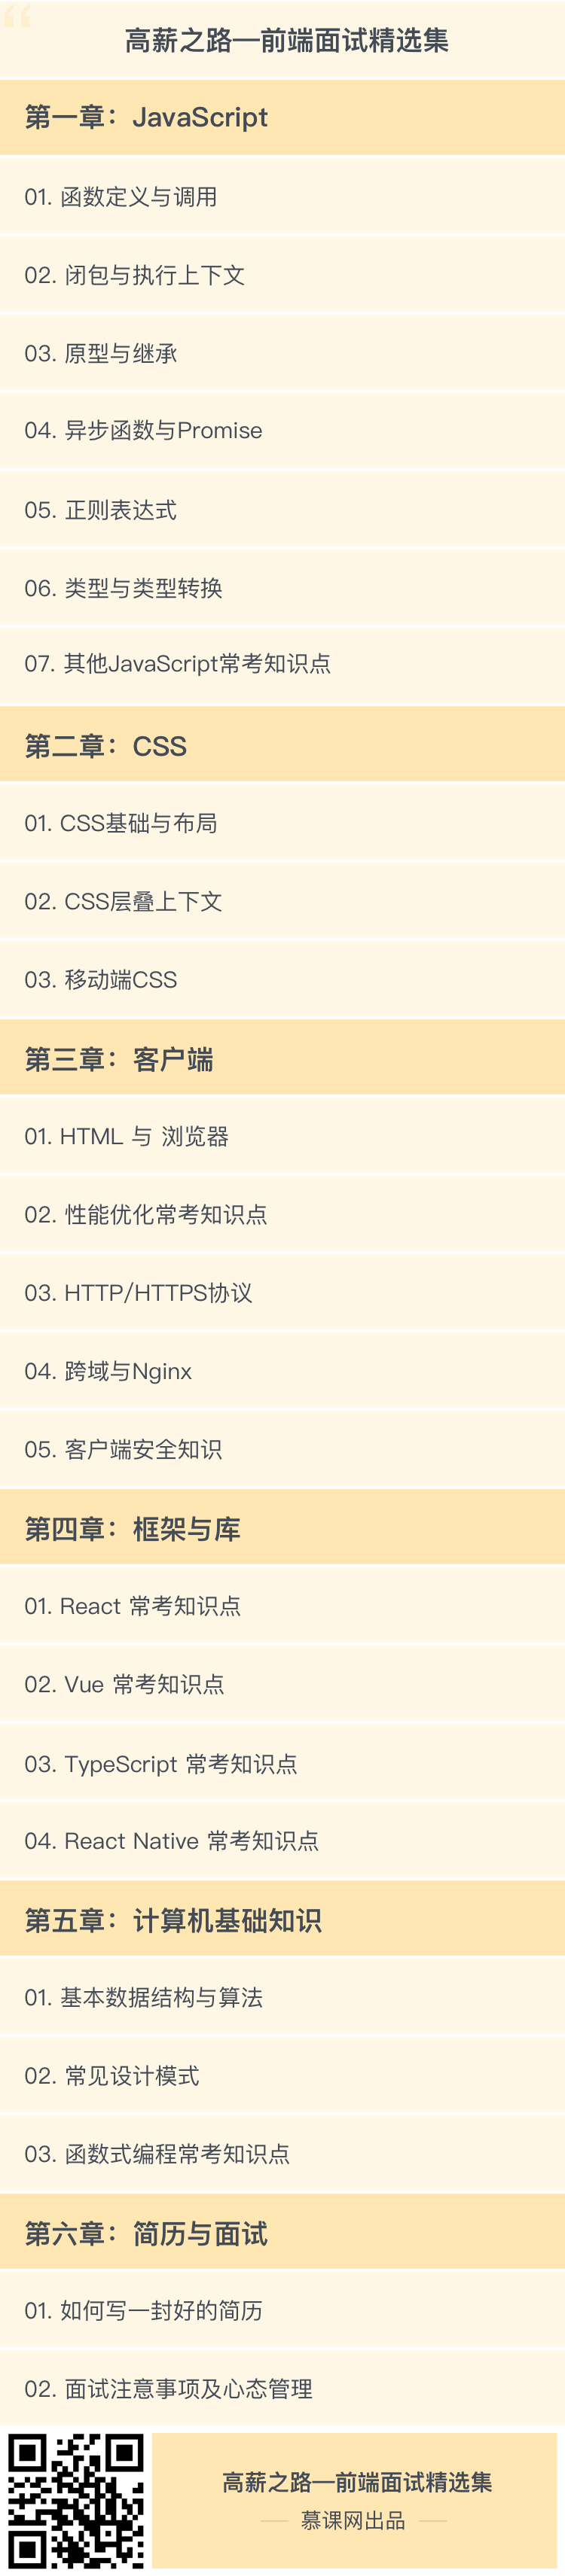 高薪之路—前端面试精选集
第一章：JavaScript
01. 函数定义与调用
02. 闭包与执行上下文
03. 原型与继承
04. 异步函数与Promise
05. 正则表达式
06. 类型与类型转换
07. 其他JavaScript常考知识点
第二章：CSS
01. CSS基础与布局
02. CSS层叠上下文
03. 移动端CSS
第三章：客户端
01. HTML 与 浏览器
02. 性能优化常考知识点
03. HTTP/HTTPS协议
04. 跨域与Nginx
05. 客户端安全知识
第四章：框架与库
01. React 常考知识点
02. Vue 常考知识点
03. TypeScript 常考知识点
04. React Native 常考知识点
第五章：计算机基础知识
01. 基本数据结构与算法
02. 常见设计模式
03. 函数式编程常考知识点
第六章：简历与面试
01. 如何写一封好的简历
02. 面试注意事项及心态管理
高薪之路—前端面试精选集
慕课网出品